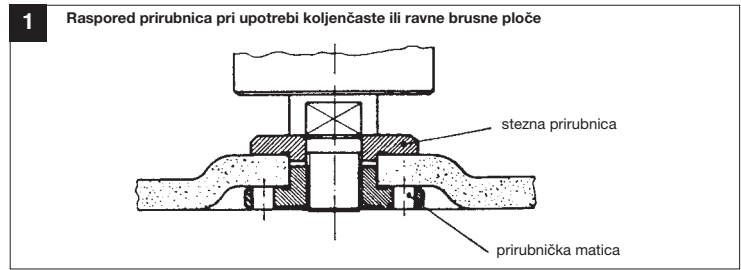 1
Raspored prirubnica pri upotrebi koljenčaste ili ravne brusne ploče
stezna prirubnica
prirubnička matica